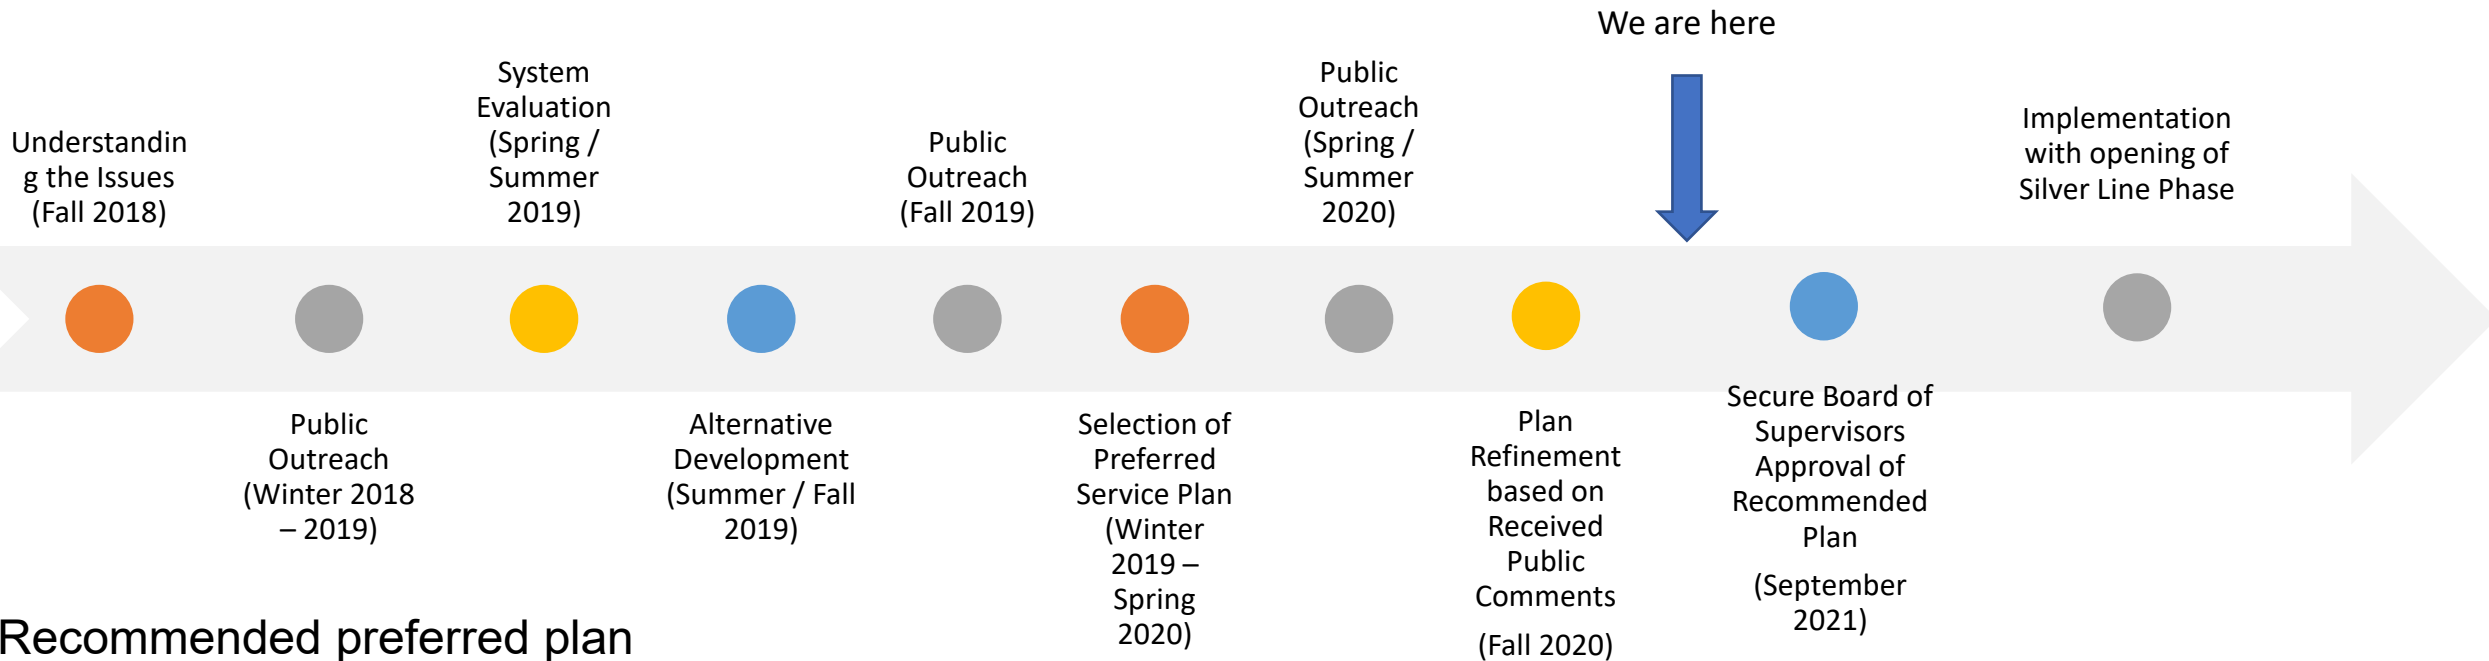 We are here
Understandin
g the Issues
(Fall 2018)
System
Evaluation
(Spring /
Summer
2019)
Public
Outreach
(Fall 2019)
Public
Outreach
(Spring /
Summer
2020)
Implementation
with opening of
Silver Line Phase
Public
Outreach
(Winter 2018
– 2019)
Alternative
Development
(Summer / Fall
2019)
Selection of
Preferred
Service Plan
(Winter
2019 –
Spring
2020)
Plan
Refinement
based on
Received
Public
Comments
(Fall 2020)
Secure Board of
Supervisors
Approval of
Recommended
Plan
(September
2021)
Recommended preferred plan